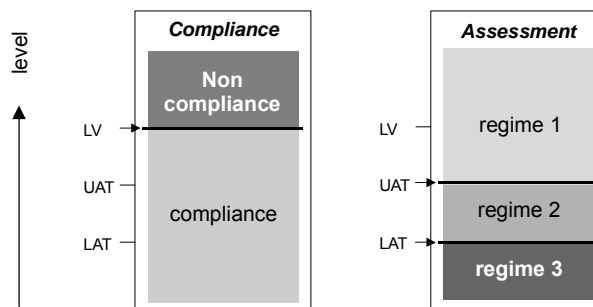 level
Compliance
Non
compliance
LV
UAT
compliance
LAT
Assessment
LV
regime 1
UAT
regime 2
LAT
regime 3